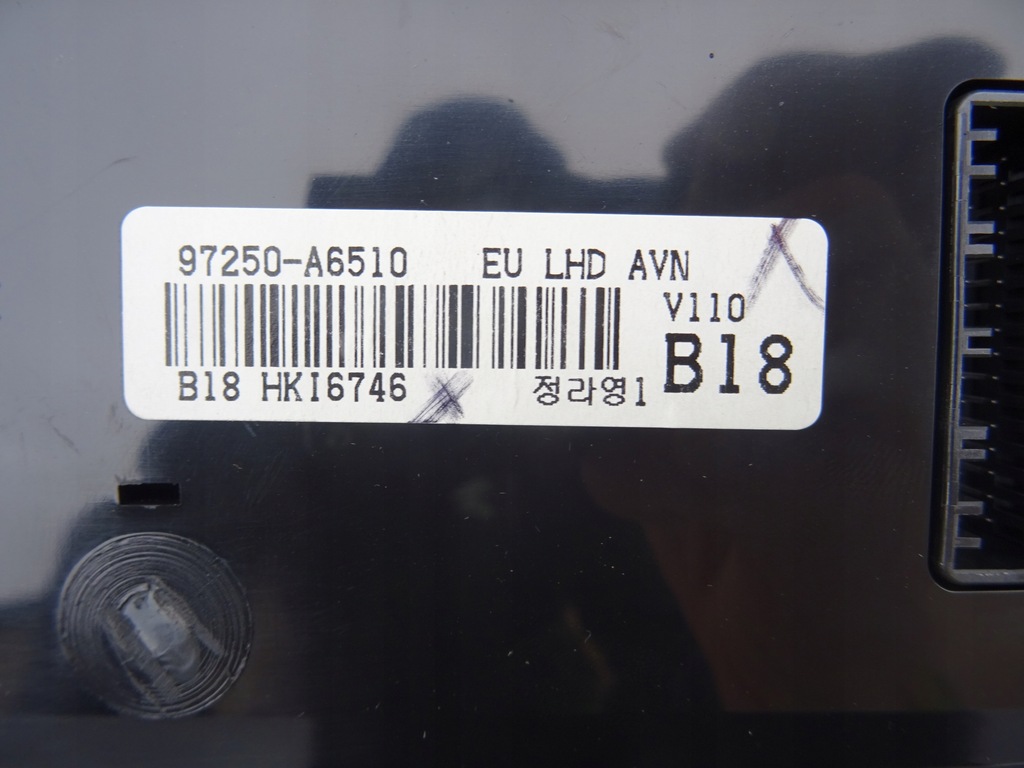 97250-A6510 EU LHD AVN
V110
B18
B18 HKI6746 정라영1